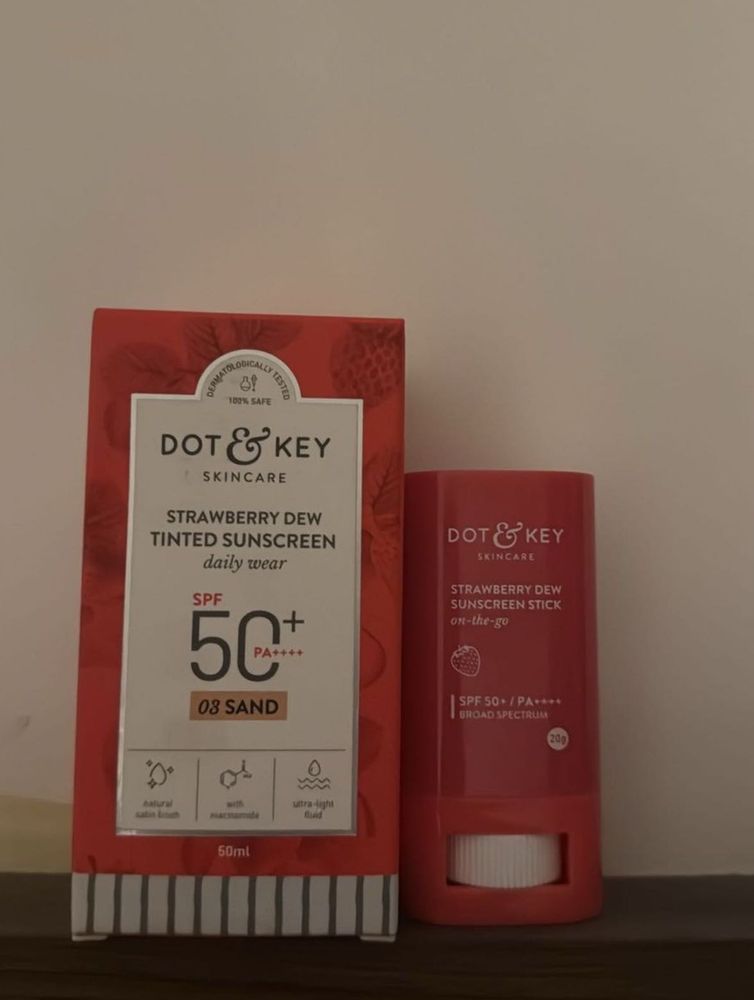 DERMATOLOGICALLY TESTED
100% SAFE
DOT & KEY
SKINCARE
STRAWBERRY DEW
TINTED SUNSCREEN
daily wear
SPF
50+
PA++++
03 SAND
natural
satin finish
with
niacinamide
ultra-light
fluid
50ml
DOT & KEY
SKINCARE
STRAWBERRY DEW
SUNSCREEN STICK
on-the-go
SPF 50+ / PA++++
BROAD SPECTRUM
20g